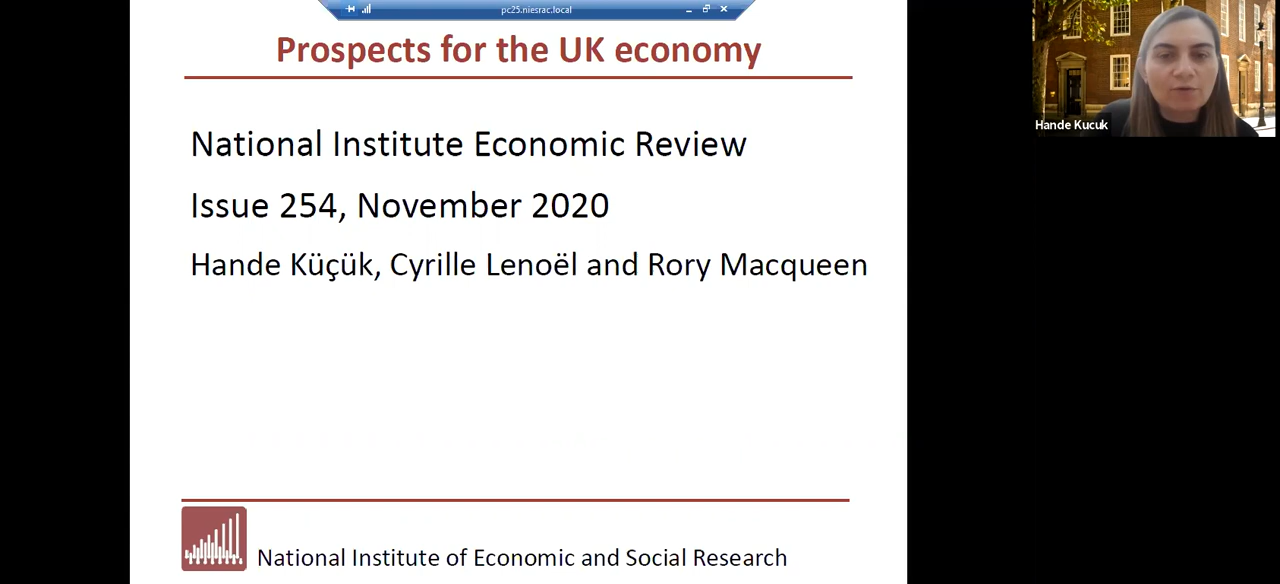 pc25.niesrac.local
Prospects for the UK economy
Hande Kucuk
National Institute Economic Review
Issue 254, November 2020
Hande Küçük, Cyrille Lenoël and Rory Macqueen
National Institute of Economic and Social Research